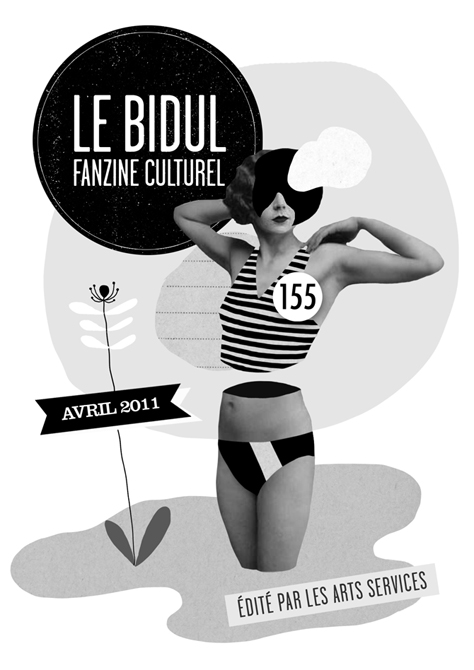 LE BIDUL
FANZINE CULTUREL
155
AVRIL 2011
ÉDITÉ PAR LES ARTS SERVICES